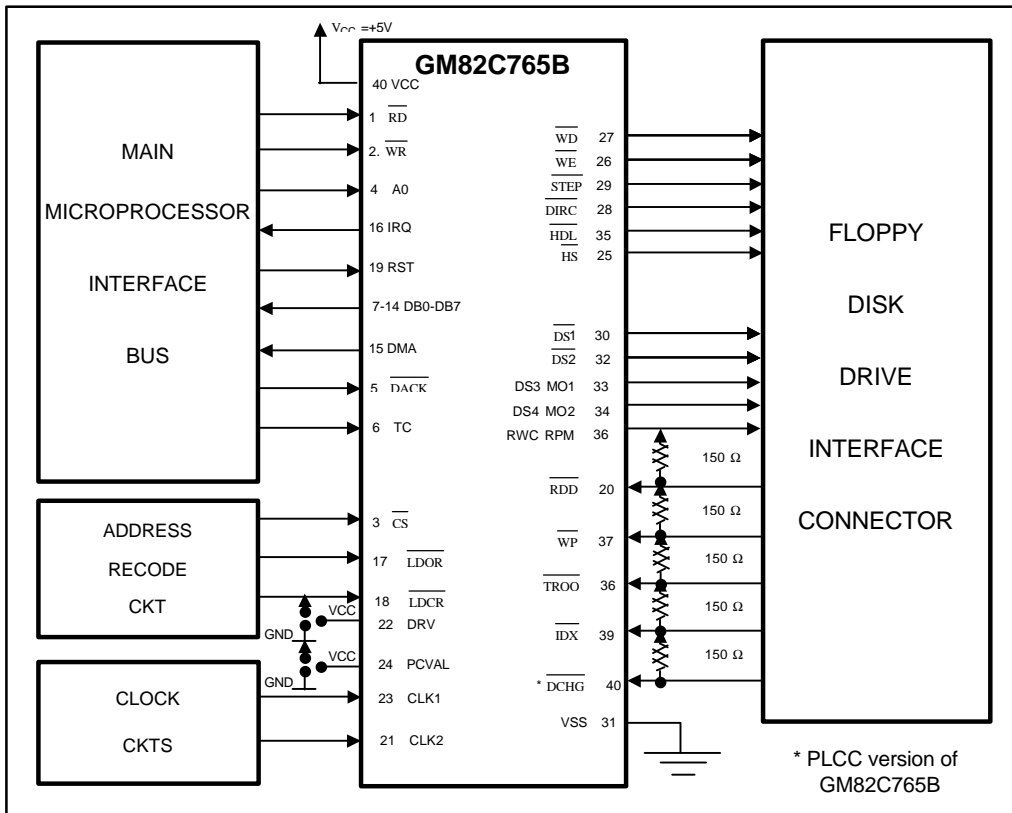 VCC =+5V
GM82C765B
40 VCC
1 RD
2. WR
4 A0
16 IRQ
19 RST
7-14 DB0-DB7
15 DMA
5 DACK
6 TC
3 CS
17 LDOR
18 LDCR
22 DRV
24 PCVAL
23 CLK1
21 CLK2
MAIN
MICROPROCESSOR
INTERFACE
BUS
ADDRESS
RECODE
CKT
VCC
GND
VCC
GND
CLOCK
CKTS
WD 27
WE 26
STEP 29
DIRC 28
HDL 35
HS 25
DS1 30
DS2 32
DS3 MO1 33
DS4 MO2 34
RWC RPM 36
RDD 20
WP 37
TROO 36
IDX 39
* DCHG 40
VSS 31
150 Ω
150 Ω
150 Ω
150 Ω
150 Ω
FLOPPY
DISK
DRIVE
INTERFACE
CONNECTOR
* PLCC version of
GM82C765B